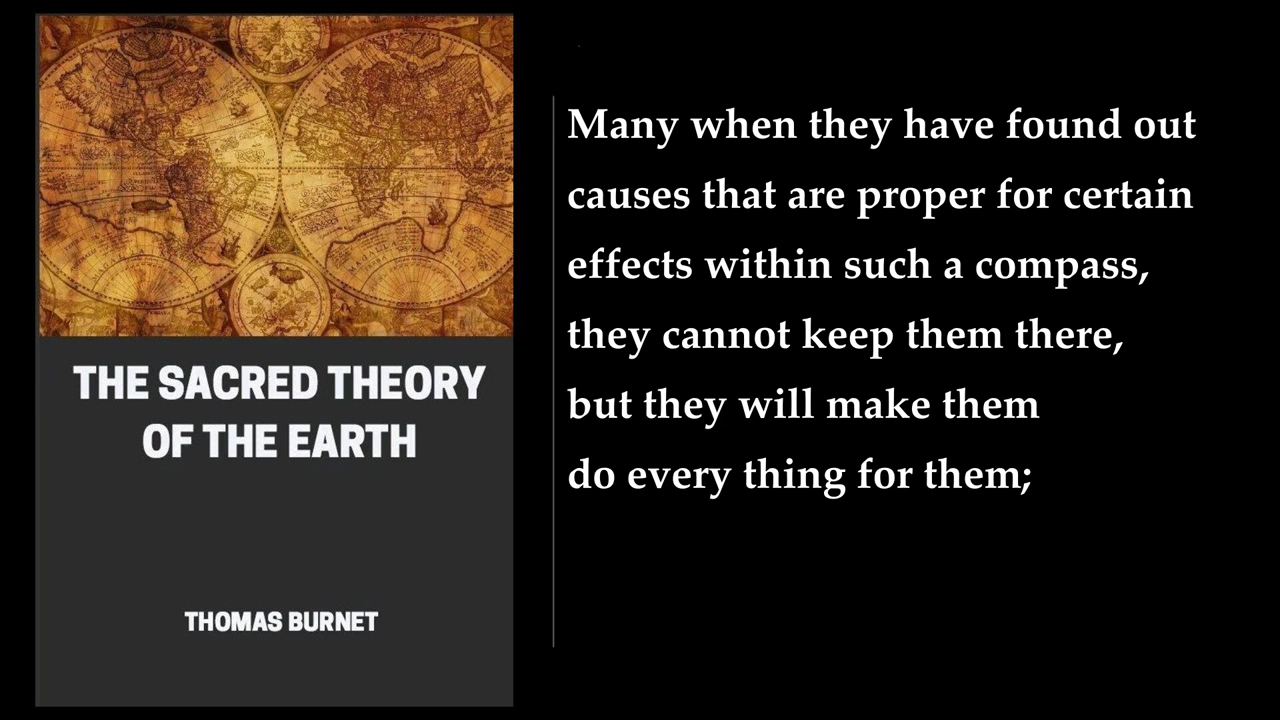 THE SACRED THEORY
OF THE EARTH
THOMAS BURNET
Many when they have found out
causes that are proper for certain
effects within such a compass,
they cannot keep them there,
but they will make them
do every thing for them;